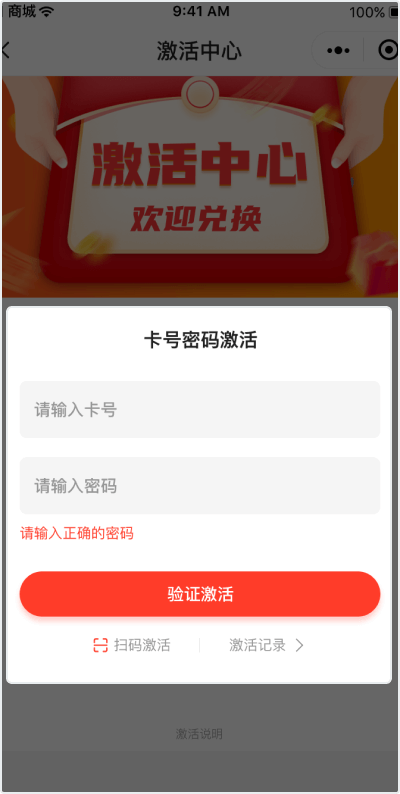 商城 9:41 AM 100%
激活中心
激活中心
欢迎兑换
卡号密码激活
请输入卡号
请输入密码
请输入正确的密码
验证激活
扫码激活 激活记录
激活说明